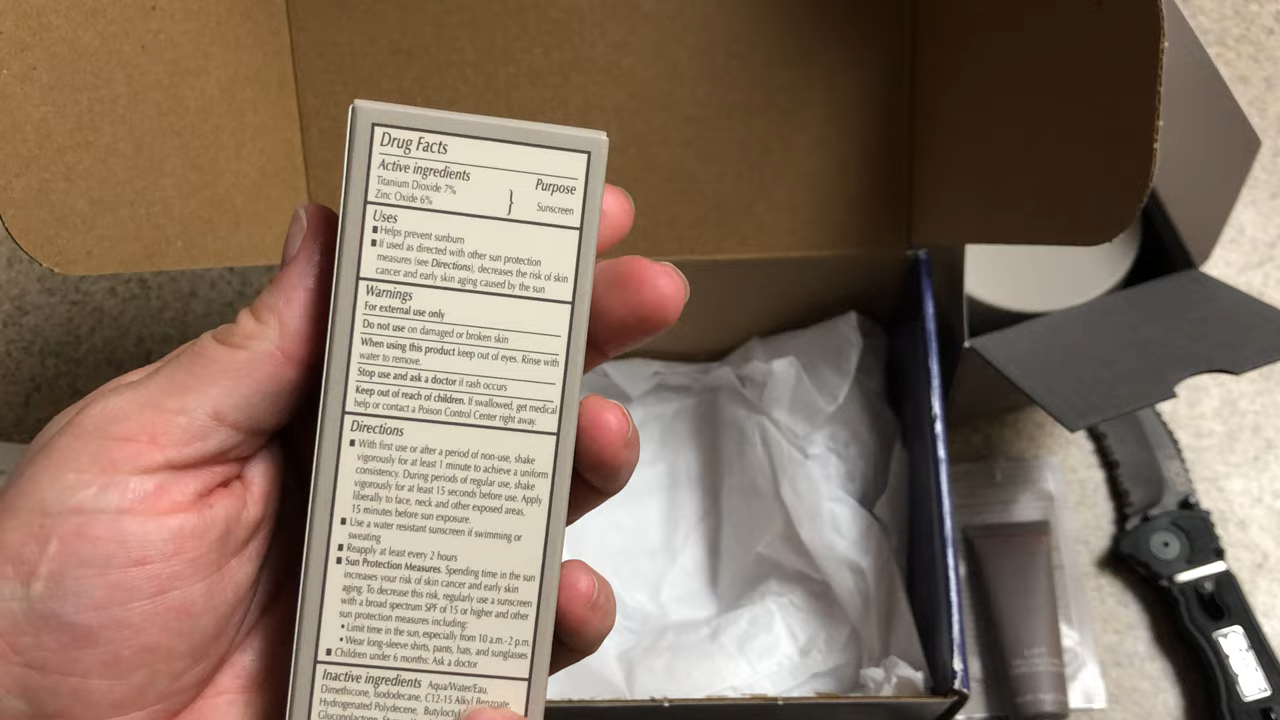 Drug Facts
Active ingredients
Purpose
Titanium Dioxide 7%
Zinc Oxide 6%
} Sunscreen
Uses
■ Helps prevent sunburn
■ If used as directed with other sun protection
measures (see Directions), decreases the risk of skin
cancer and early skin aging caused by the sun
Warnings
For external use only
Do not use on damaged or broken skin
When using this product keep out of eyes. Rinse with
water to remove.
Stop use and ask a doctor if rash occurs
Keep out of reach of children. If swallowed, get medical
help or contact a Poison Control Center right away.
Directions
■ With first use or after a period of non-use, shake
vigorously for at least 1 minute to achieve a uniform
consistency. During periods of regular use, shake
vigorously for at least 15 seconds before use. Apply
liberally to face, neck and other exposed areas,
15 minutes before sun exposure.
■ Use a water resistant sunscreen if swimming or
sweating
■ Reapply at least every 2 hours
■ Sun Protection Measures. Spending time in the sun
increases your risk of skin cancer and early skin
aging. To decrease this risk, regularly use a sunscreen
with a broad spectrum SPF of 15 or higher and other
sun protection measures including:
• Limit time in the sun, especially from 10 a.m.-2 p.m.
• Wear long-sleeve shirts, pants, hats, and sunglasses
■ Children under 6 months: Ask a doctor
Inactive ingredients Aqua/Water/Eau,
Dimethicone, Isododecane, C12-15 Alkyl Benzoate,
Hydrogenated Polydecene, Butyloctyl
Gluconolactone,